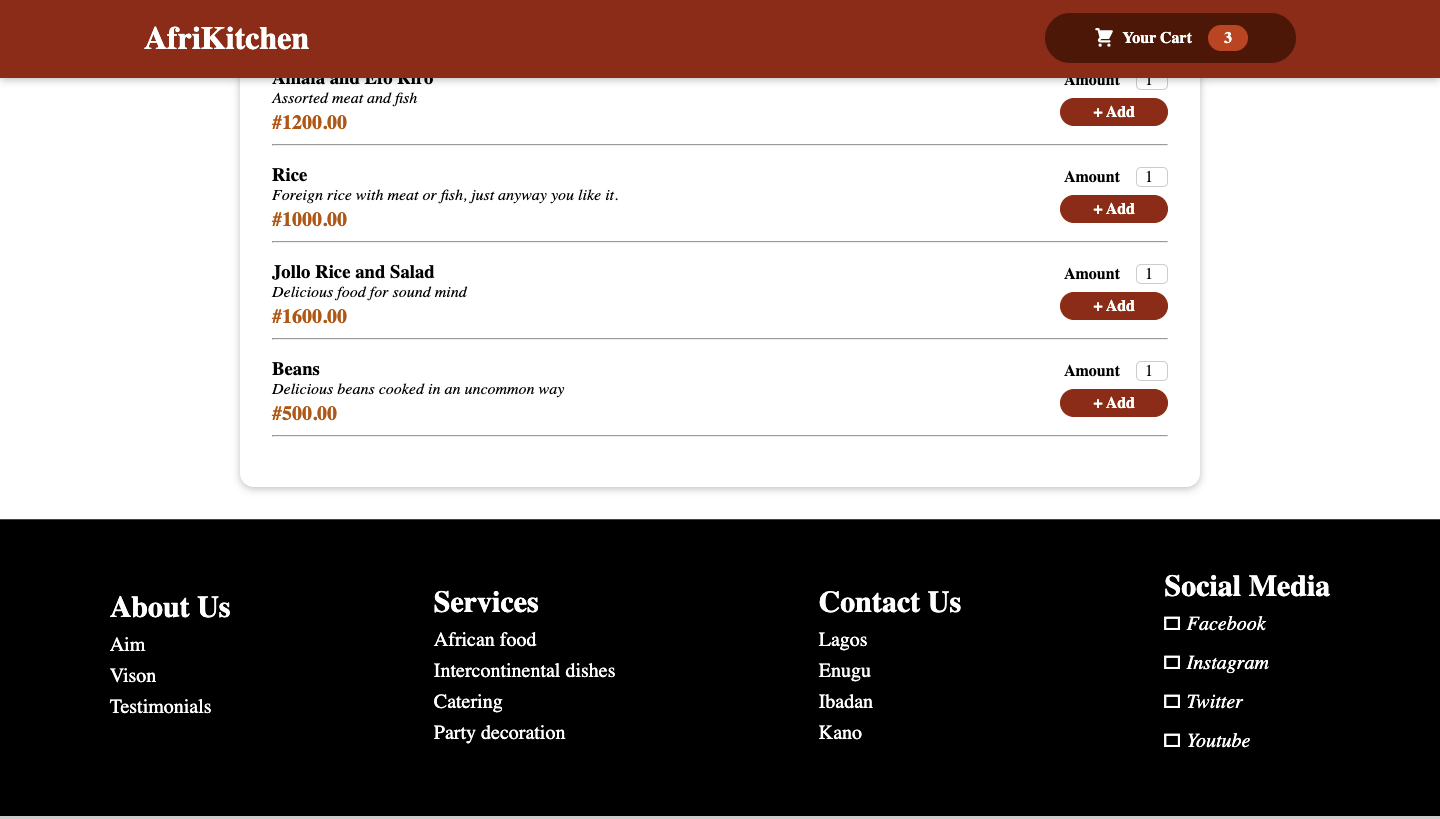 AfriKitchen
Your Cart 3
Amala and Efo Riro
Amount 1
Assorted meat and fish
#1200.00
+ Add
Rice
Foreign rice with meat or fish, just anyway you like it.
#1000.00
Amount 1
+ Add
Jollo Rice and Salad
Delicious food for sound mind
#1600.00
Amount 1
+ Add
Beans
Delicious beans cooked in an uncommon way
#500.00
Amount 1
+ Add
About Us
Aim
Vison
Testimonials
Services
African food
Intercontinental dishes
Catering
Party decoration
Contact Us
Lagos
Enugu
Ibadan
Kano
Social Media
Facebook
Instagram
Twitter
Youtube